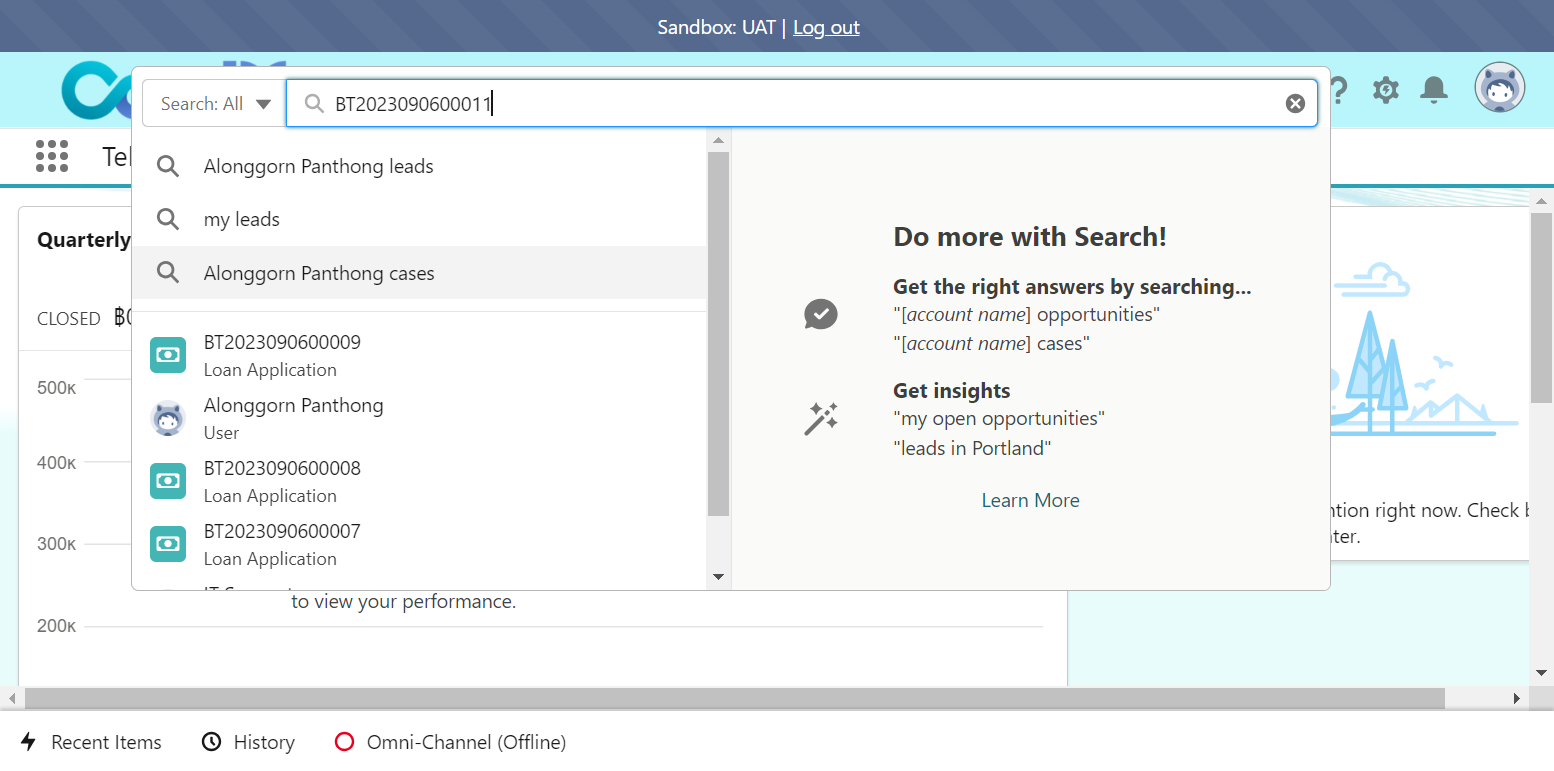 Sandbox: UAT | Log out
Search: All
BT2023090600011
Alonggorn Panthong leads
my leads
Alonggorn Panthong cases
BT2023090600009
Loan Application
Alonggorn Panthong
User
BT2023090600008
Loan Application
BT2023090600007
Loan Application
Do more with Search!
Get the right answers by searching...
"[account name] opportunities"
"[account name] cases"
Get insights
"my open opportunities"
"leads in Portland"
Learn More
Tel
Quarterly
CLOSED ฿0
500K
400K
300K
200K
to view your performance.
right now. Check
Recent Items
History
Omni-Channel (Offline)